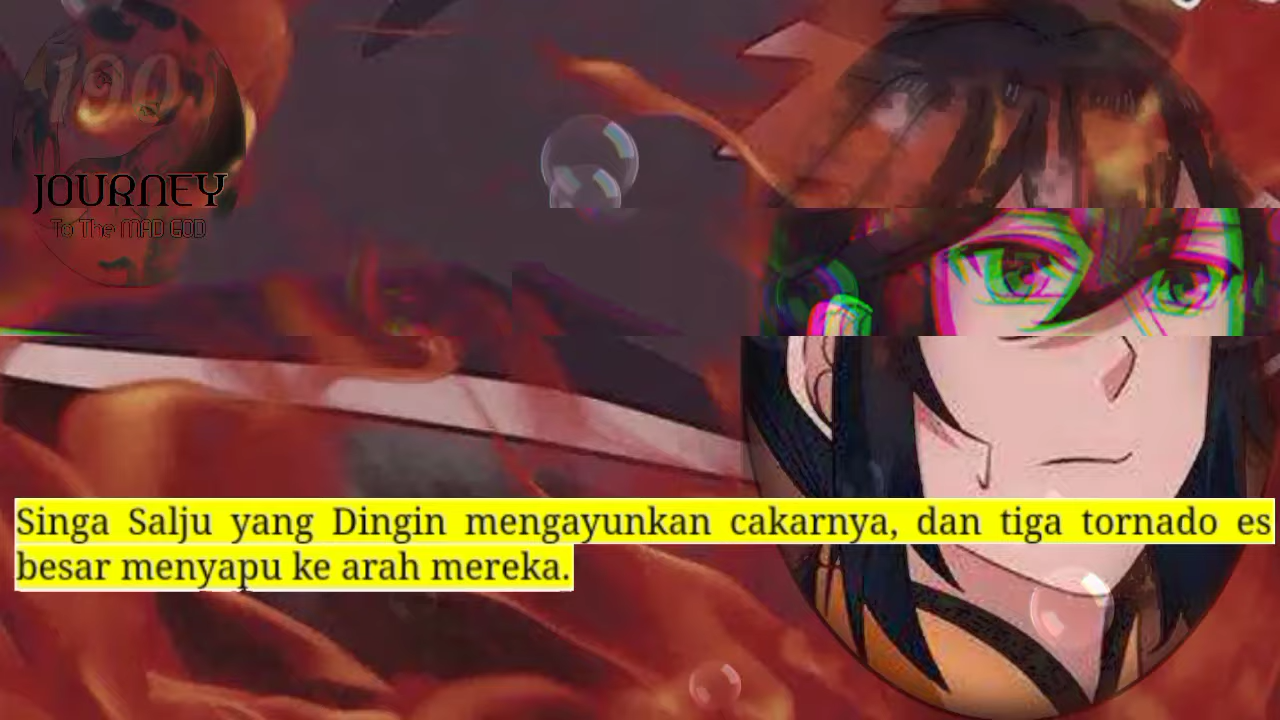 190
JOURNEY
To The MAD GOD
Singa Salju yang Dingin mengayunkan cakarnya, dan tiga tornado es
besar menyapu ke arah mereka.